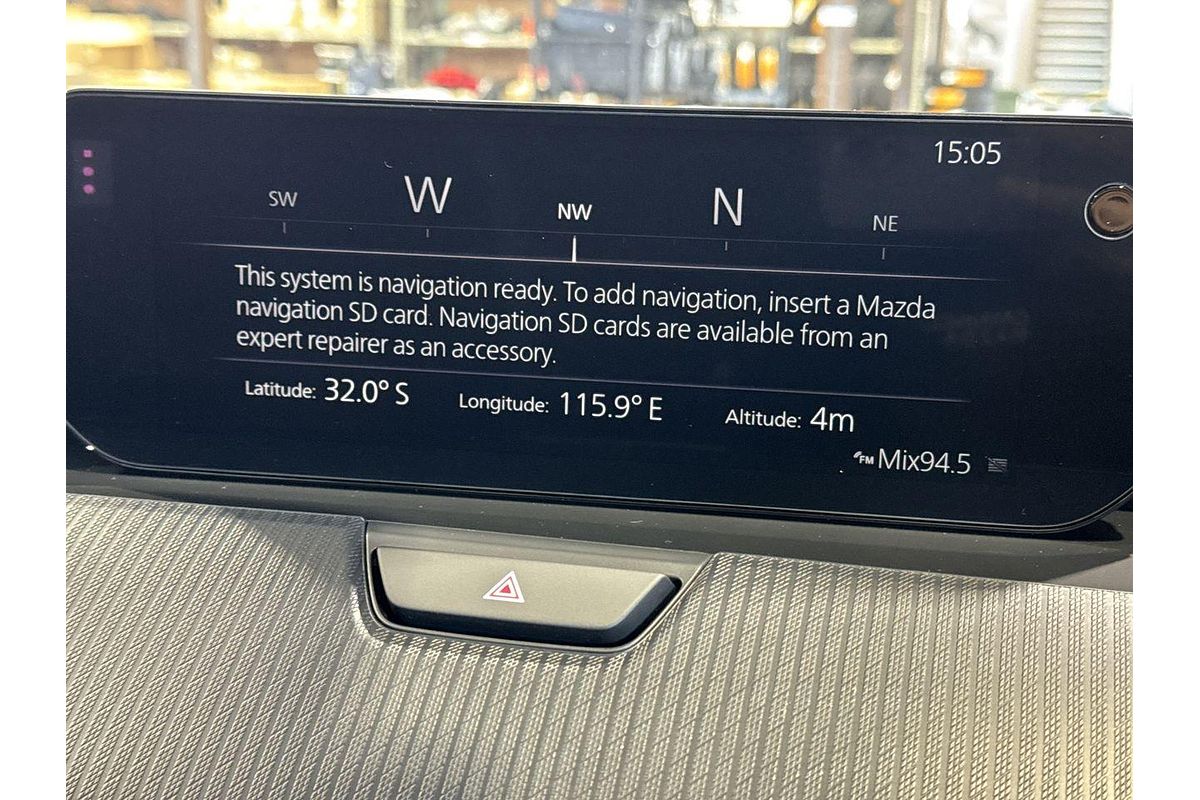 15:05
SW W NW N NE
This system is navigation ready. To add navigation, insert a Mazda
navigation SD card. Navigation SD cards are available from an
expert repairer as an accessory.
Latitude: 32.0° S Longitude: 115.9° E Altitude: 4m
FM Mix94.5